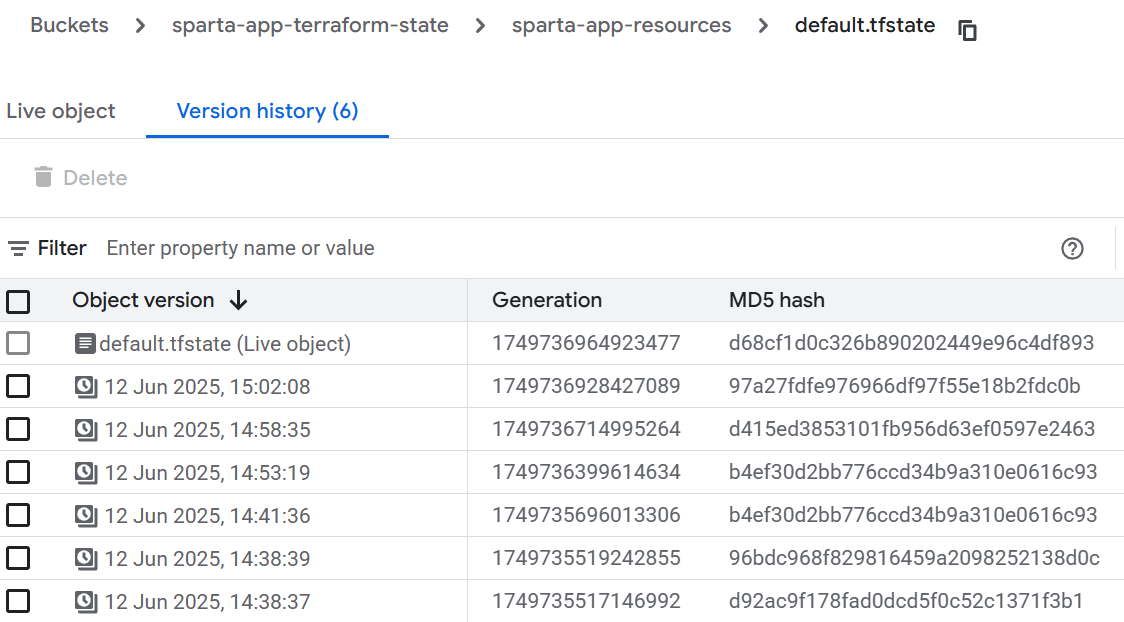 Buckets > sparta-app-terraform-state > sparta-app-resources > default.tfstate
Live object Version history (6)
Delete
Filter Enter property name or value
Object version Generation MD5 hash
default.tfstate (Live object) 1749736964923477 d68cf1d0c326b890202449e96c4df893
12 Jun 2025, 15:02:08 1749736928427089 97a27fdfe976966df97f55e18b2fdc0b
12 Jun 2025, 14:58:35 1749736714995264 d415ed3853101fb956d63ef0597e2463
12 Jun 2025, 14:53:19 1749736399614634 b4ef30d2bb776ccd34b9a310e0616c93
12 Jun 2025, 14:41:36 1749735696013306 b4ef30d2bb776ccd34b9a310e0616c93
12 Jun 2025, 14:38:39 1749735519242855 96bdc968f829816459a2098252138d0c
12 Jun 2025, 14:38:37 1749735517146992 d92ac9f178fad0dcd5f0c52c1371f3b1